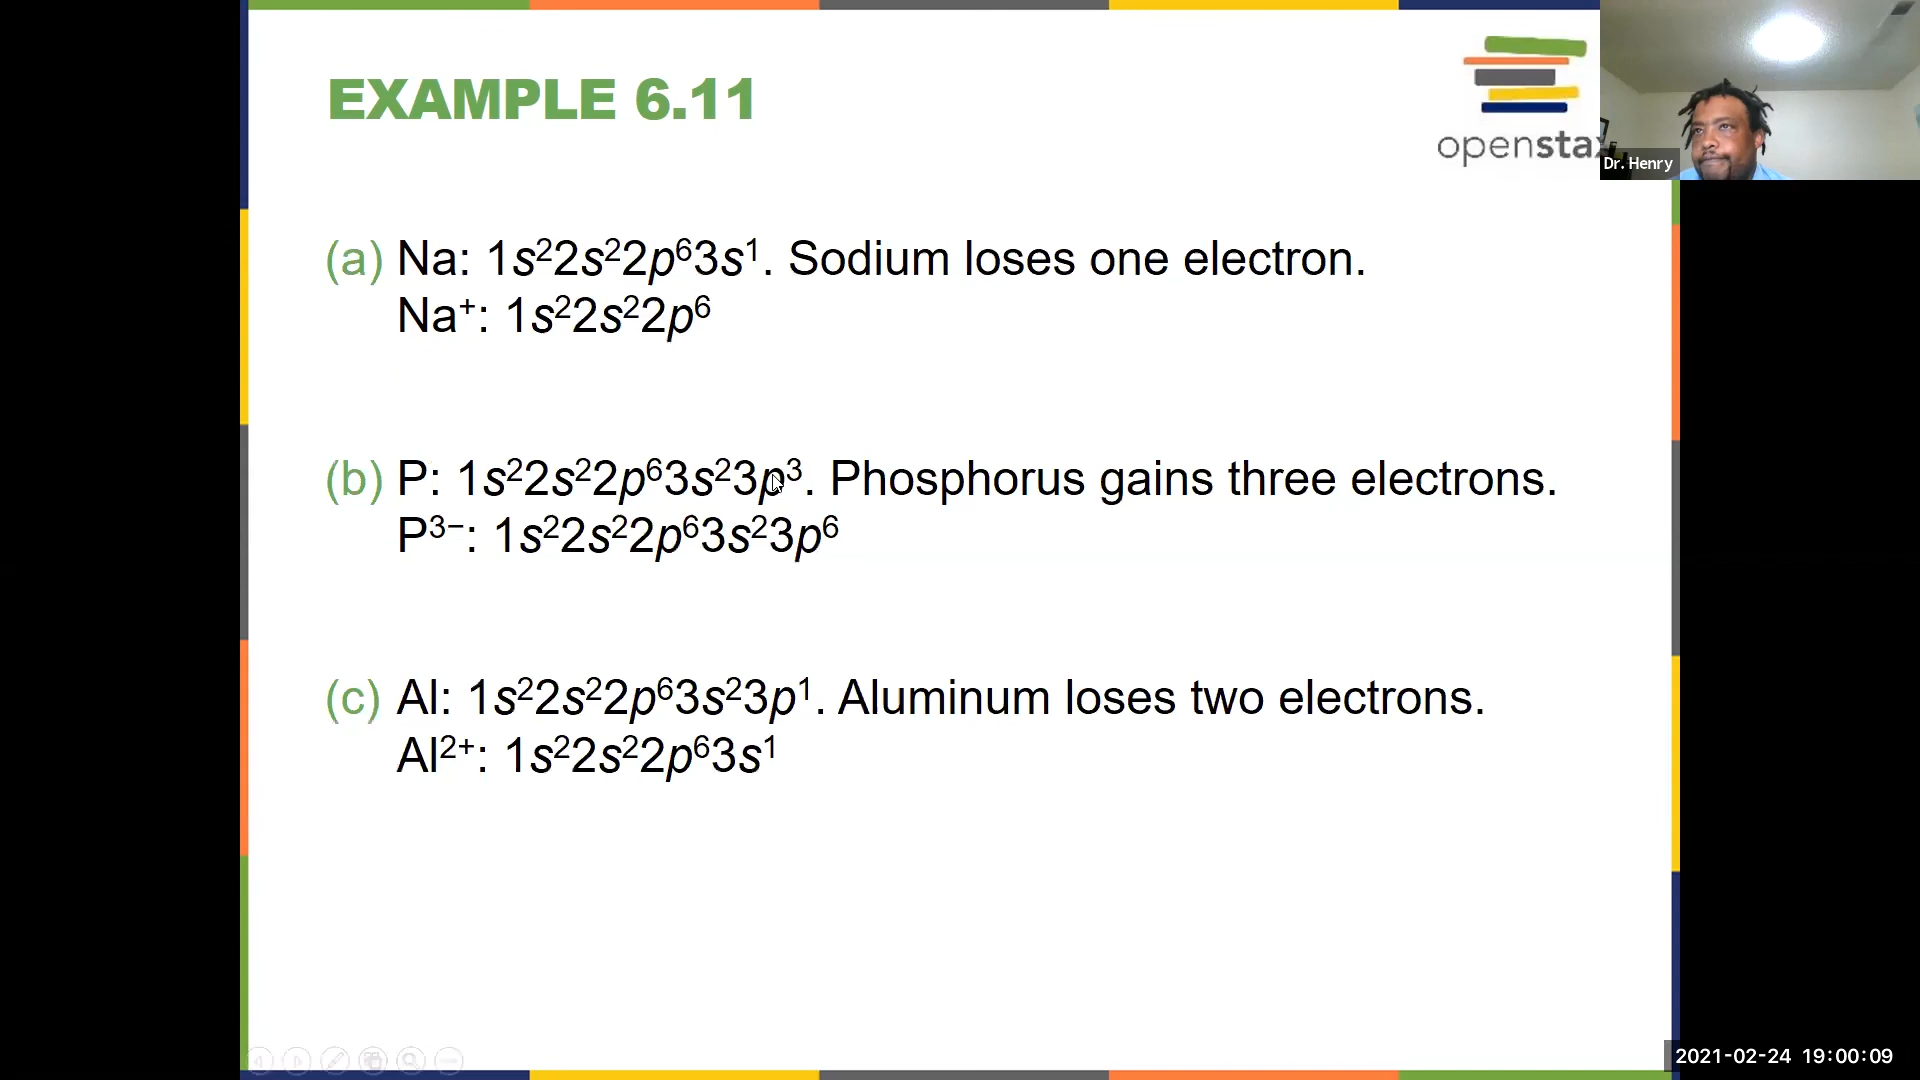 EXAMPLE 6.11
openstax
Dr. Henry
(a) Na: 1s²2s²2p⁶3s¹. Sodium loses one electron.
Na⁺: 1s²2s²2p⁶
(b) P: 1s²2s²2p⁶3s²3p³. Phosphorus gains three electrons.
P³⁻: 1s²2s²2p⁶3s²3p⁶
(c) Al: 1s²2s²2p⁶3s²3p¹. Aluminum loses two electrons.
Al²⁺: 1s²2s²2p⁶3s¹
2021-02-24 19:00:09